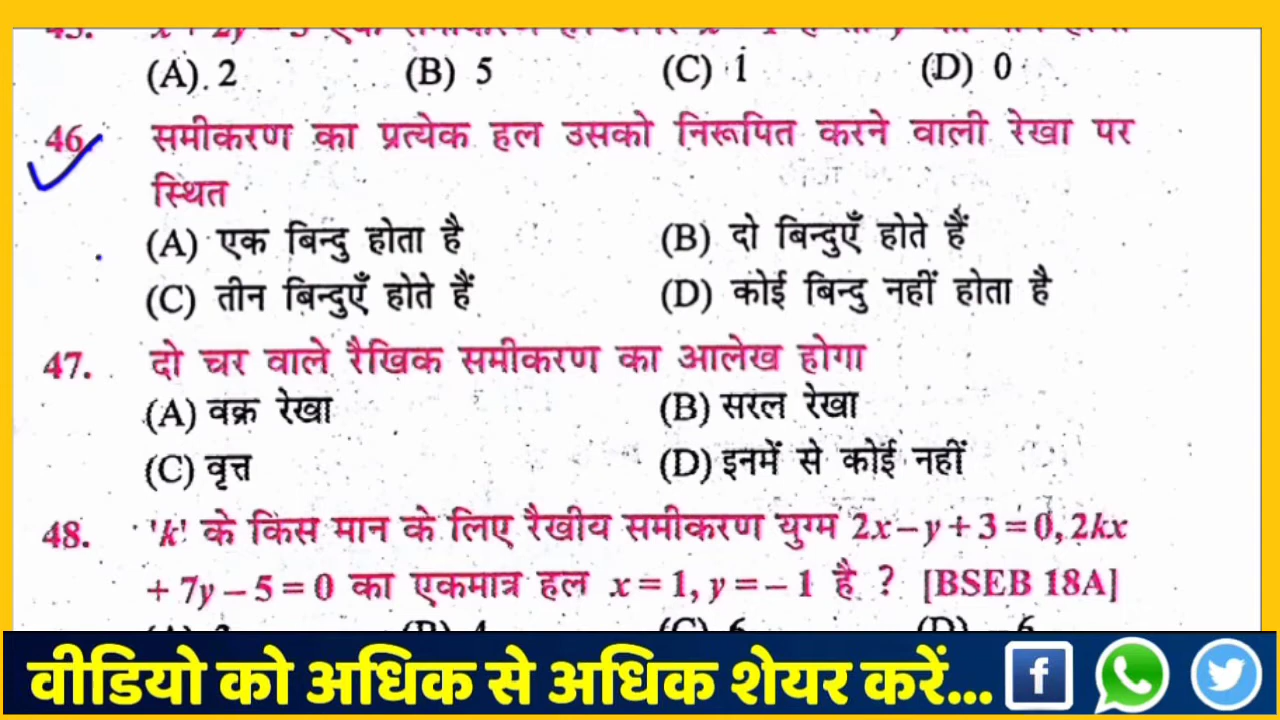 (A). 2 (B) 5 (C) 1 (D) 0
46. समीकरण का प्रत्येक हल उसको निरूपित करने वाली रेखा पर
स्थित
(A) एक बिन्दु होता है (B) दो बिन्दुएँ होते हैं
(C) तीन बिन्दुएँ होते हैं (D) कोई बिन्दु नहीं होता है
47. दो चर वाले रैखिक समीकरण का आलेख होगा
(A) वक्र रेखा (B) सरल रेखा
(C) वृत्त (D) इनमें से कोई नहीं
48. 'k' के किस मान के लिए रैखीय समीकरण युग्म 2x – y + 3 = 0, 2kx
+ 7y – 5 = 0 का एकमात्र हल x = 1, y = – 1 है ? [BSEB 18A]
वीडियो को अधिक से अधिक शेयर करें...